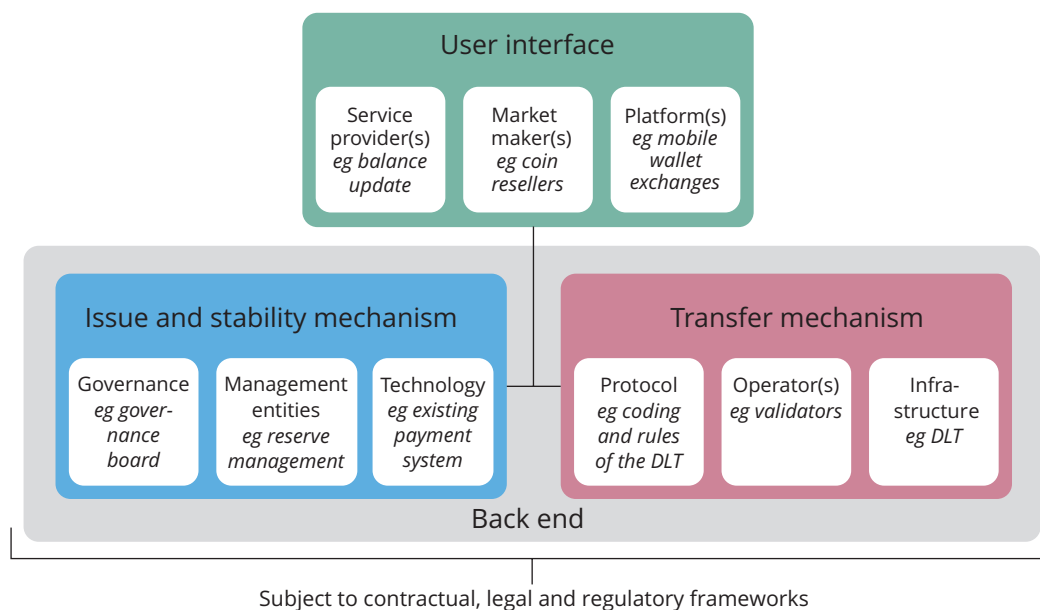 User interface
Service
provider(s)
eg balance
update
Market
maker(s)
eg coin
resellers
Platform(s)
eg mobile
wallet
exchanges
Issue and stability mechanism
Governance
eg gover-
nance
board
Management
entities
eg reserve
management
Technology
eg existing
payment
system
Transfer mechanism
Protocol
eg coding
and rules
of the DLT
Operator(s)
eg validators
Infra-
structure
eg DLT
Back end
Subject to contractual, legal and regulatory frameworks